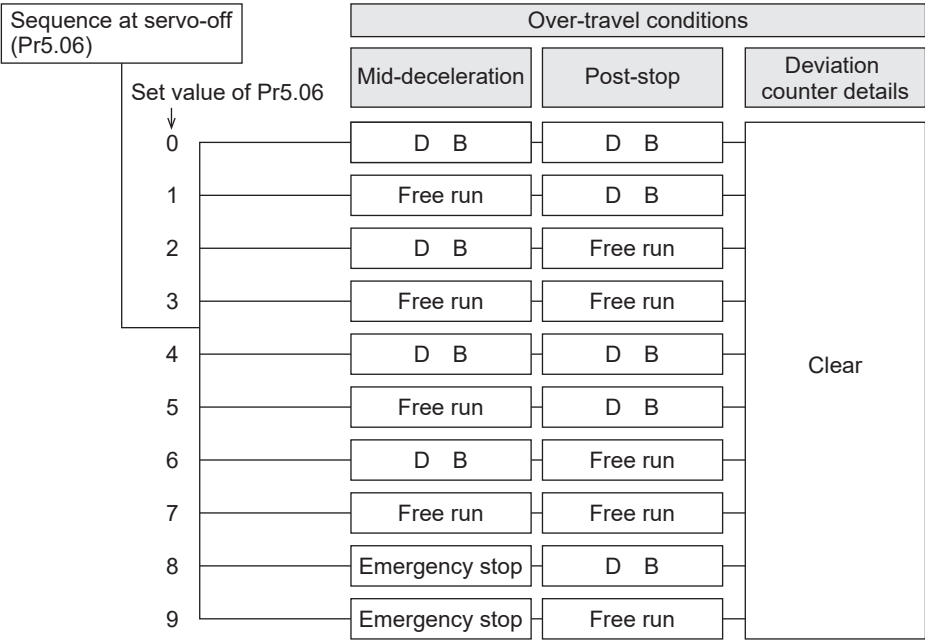 Sequence at servo-off
(Pr5.06)
Over-travel conditions
Mid-deceleration Post-stop Deviation
counter details
Set value of Pr5.06
0 D B D B
1 Free run D B
2 D B Free run
3 Free run Free run
4 D B D B
Clear
5 Free run D B
6 D B Free run
7 Free run Free run
8 Emergency stop D B
9 Emergency stop Free run